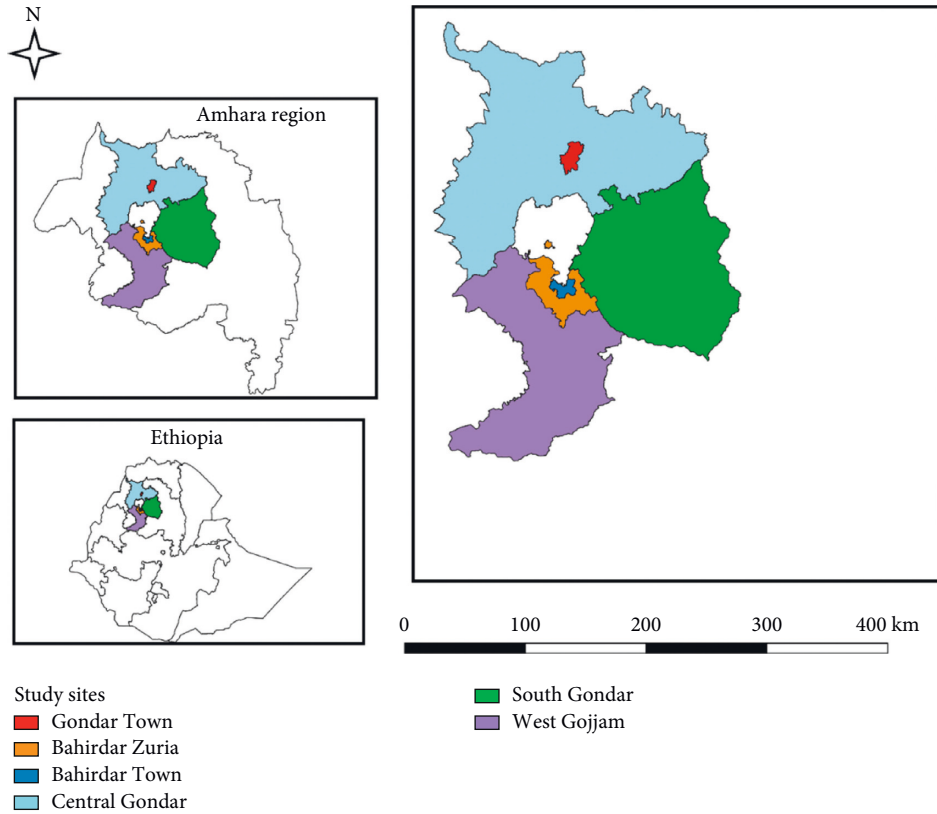 N
Amhara region
Ethiopia
0 100 200 300 400 km
Study sites
Gondar Town
Bahirdar Zuria
Bahirdar Town
Central Gondar
South Gondar
West Gojjam